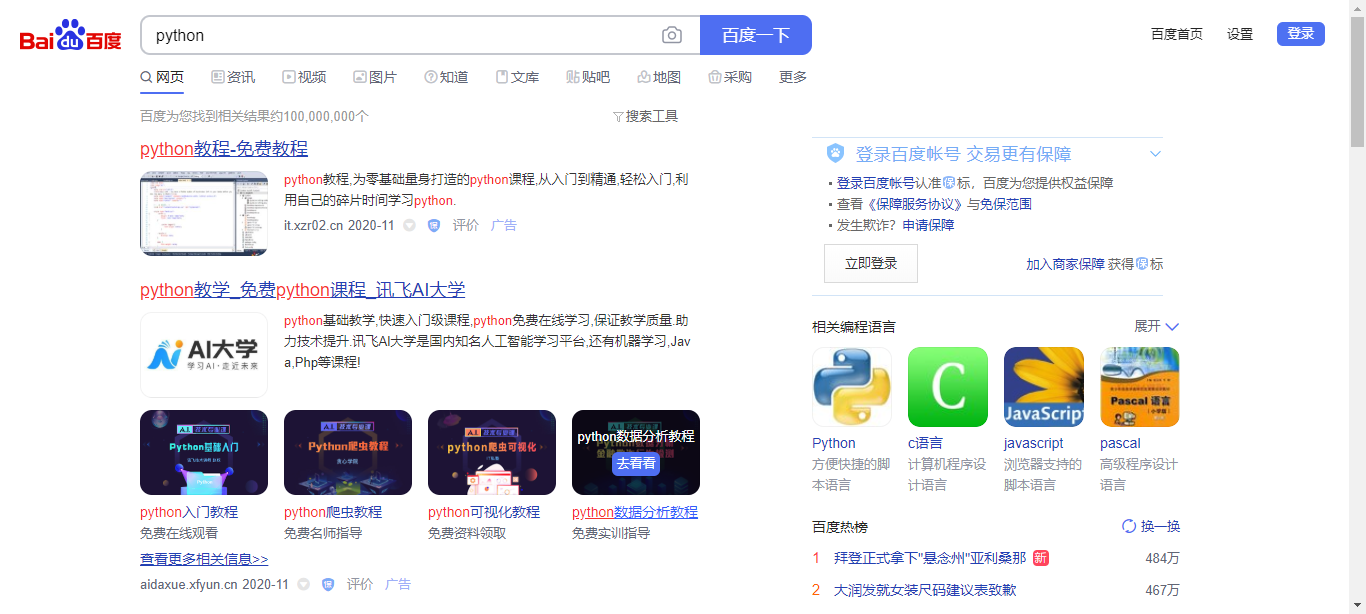 Bai du 百度
python
百度一下
百度首页 设置 登录
网页 资讯 视频 图片 知道 文库 贴吧 地图 采购 更多
百度为您找到相关结果约100,000,000个
搜索工具
python教程-免费教程
python教程,为零基础量身打造的python课程,从入门到精通,轻松入门,利
用自己的碎片时间学习python.
it.xzr02.cn 2020-11 评价 广告
python教学_免费python课程_讯飞AI大学
AI大学
学习AI·走近未来
python基础教学,快速入门级课程,python免费在线学习,保证教学质量.助
力技术提升.讯飞AI大学是国内知名人工智能学习平台,还有机器学习,Jav
a,Php等课程!
Python基础入门
Python爬虫教程
python爬虫可视化
python数据分析教程
去看看
python入门教程
免费在线观看
python爬虫教程
免费名师指导
python可视化教程
免费资料领取
python数据分析教程
免费实训指导
查看更多相关信息>>
aidaxue.xfyun.cn 2020-11 评价 广告
登录百度帐号 交易更有保障
登录百度帐号认准保标，百度为您提供权益保障
查看《保障服务协议》与免保范围
发生欺诈？申请保障
立即登录
加入商家保障 获得保标
相关编程语言
展开
C
JavaScript
Pascal 语言
Python
方便快捷的脚
本语言
c语言
计算机程序设
计语言
javascript
浏览器支持的
脚本语言
pascal
高级程序设计
语言
百度热榜
换一换
1 拜登正式拿下"悬念州"亚利桑那 新 484万
2 大润发就女装尺码建议表致歉 467万